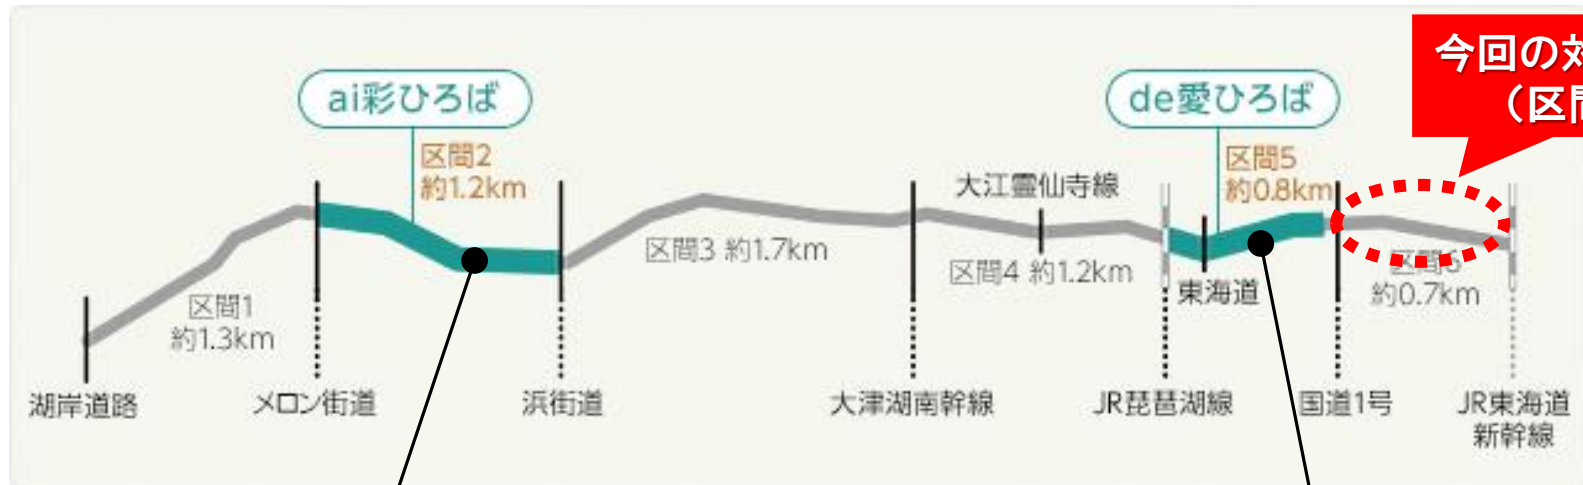 今回の対
（区間
ai彩ひろば
de愛ひろば
区間2
約1.2km
区間5
約0.8km
大江霊仙寺線
区間3 約1.7km
区間4 約1.2km
東海道
区間6
約0.7km
区間1
約1.3km
湖岸道路
メロン街道
浜街道
大津湖南幹線
JR琵琶湖線
国道1号
JR東海道
新幹線